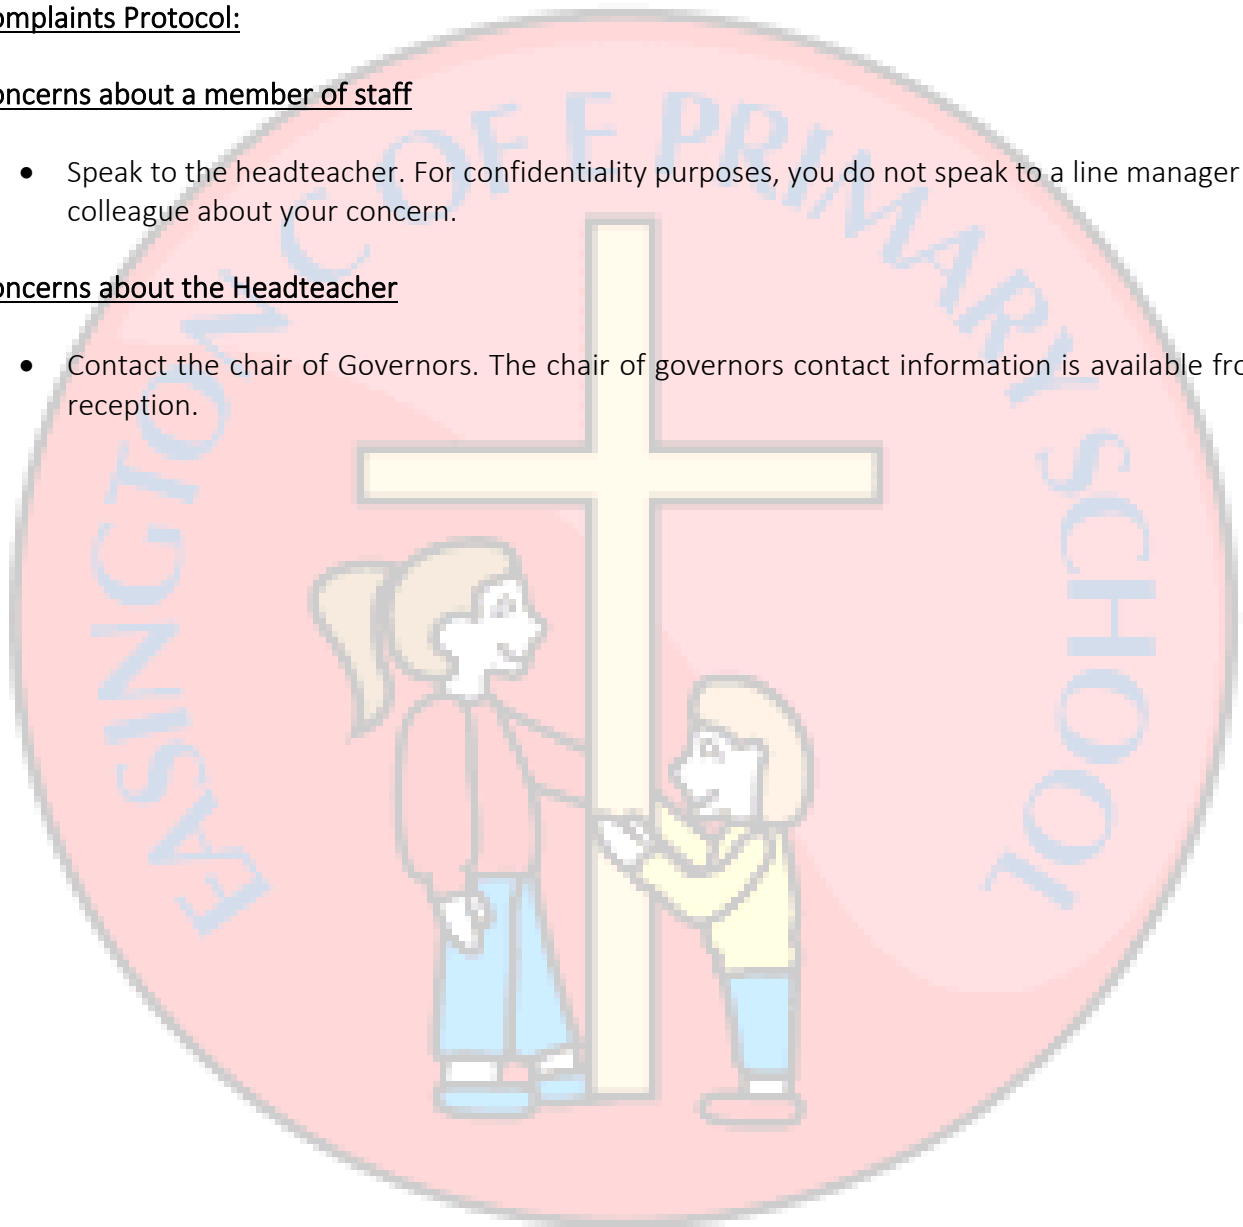 omplaints Protocol:
oncerns about a member of staff
• Speak to the headteacher. For confidentiality purposes, you do not speak to a line manager
colleague about your concern.
oncerns about the Headteacher
• Contact the chair of Governors. The chair of governors contact information is available fro
reception.
EASINGTON C OF E PRIMARY SCHOOL